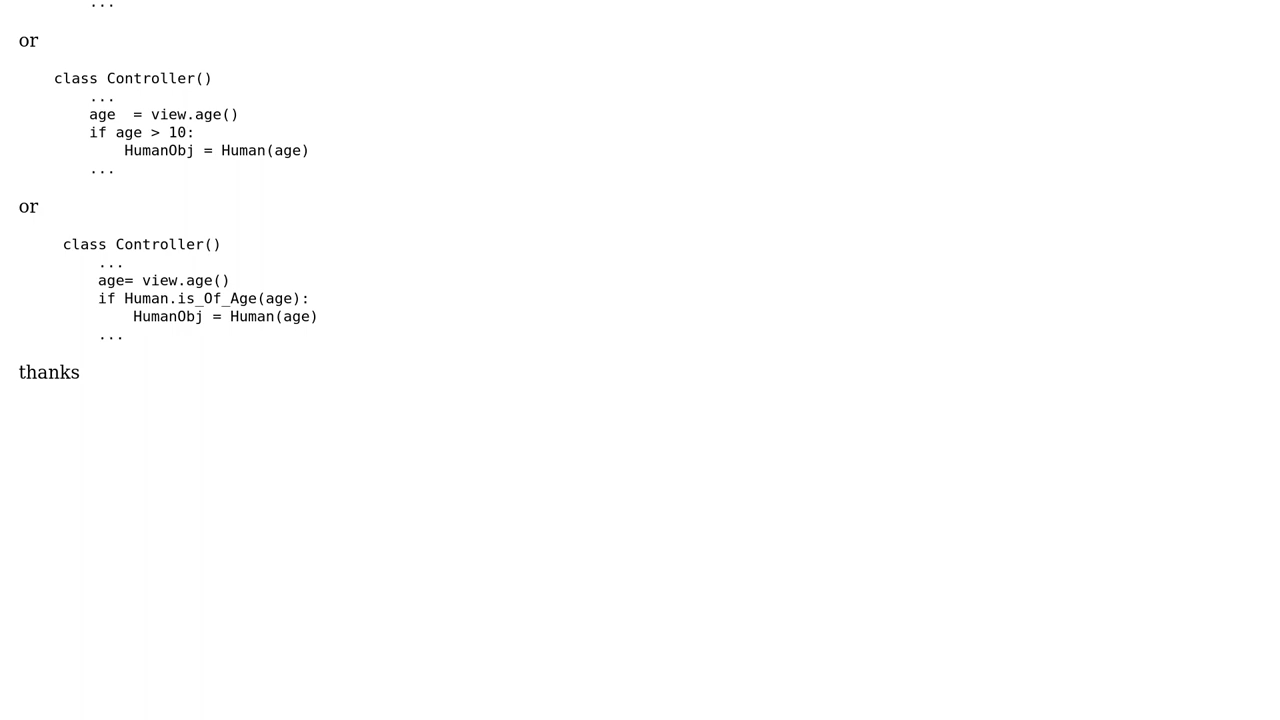 ...
or
class Controller()
    ...
    age  = view.age()
    if age > 10:
        HumanObj = Human(age)
    ...
or
 class Controller()
     ...
     age= view.age()
     if Human.is_Of_Age(age):
         HumanObj = Human(age)
     ...
thanks